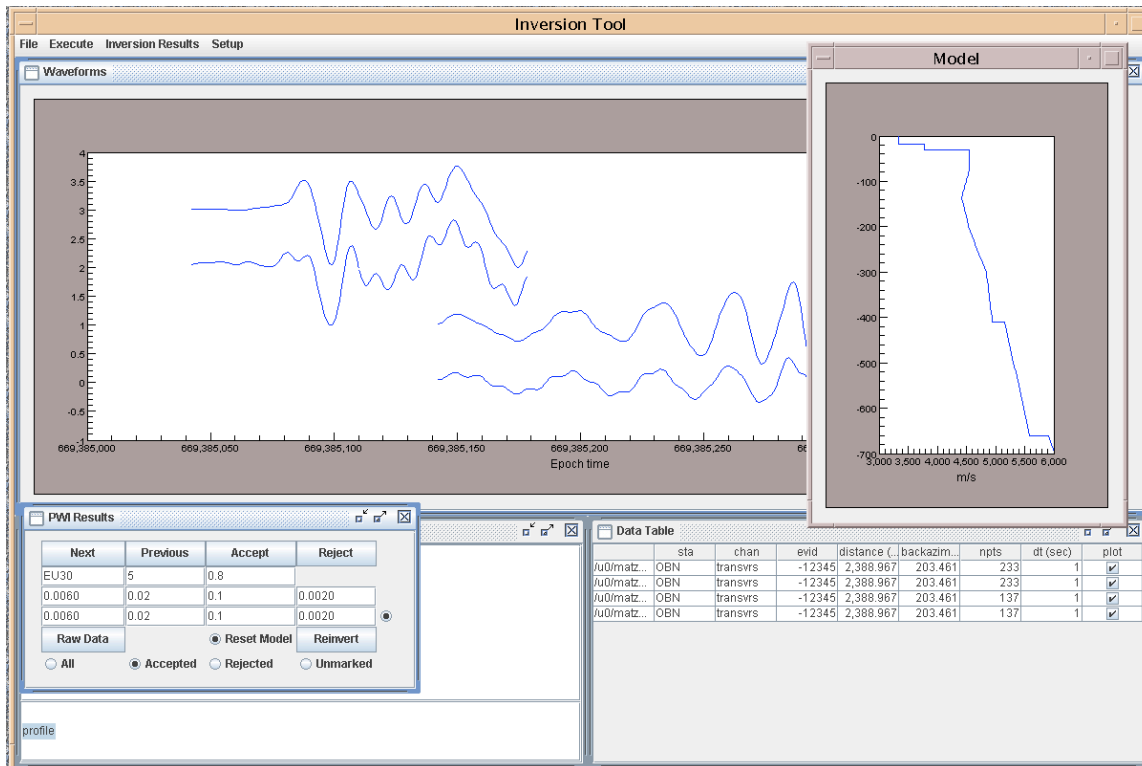 Inversion Tool
File Execute Inversion Results Setup
Waveforms
4
3.5
3
2.5
2
1.5
1
0.5
0
-0.5
-1
669,385,000 669,385,050 669,385,100 669,385,150 669,385,200 669,385,250
Epoch time
Model
0
-100
-200
-300
-400
-500
-600
-700
3,000 3,500 4,000 4,500 5,000 5,500 6,000
m/s
PWI Results
Next Previous Accept Reject
EU30 5 0.8
0.0060 0.02 0.1 0.0020
0.0060 0.02 0.1 0.0020
Raw Data Reset Model Reinvert
All Accepted Rejected Unmarked
profile
Data Table
sta chan evid distance (... backazim... npts dt (sec) plot
/u0/matz... OBN transvrs -12345 2,388.967 203.461 233 1
/u0/matz... OBN transvrs -12345 2,388.967 203.461 233 1
/u0/matz... OBN transvrs -12345 2,388.967 203.461 137 1
/u0/matz... OBN transvrs -12345 2,388.967 203.461 137 1